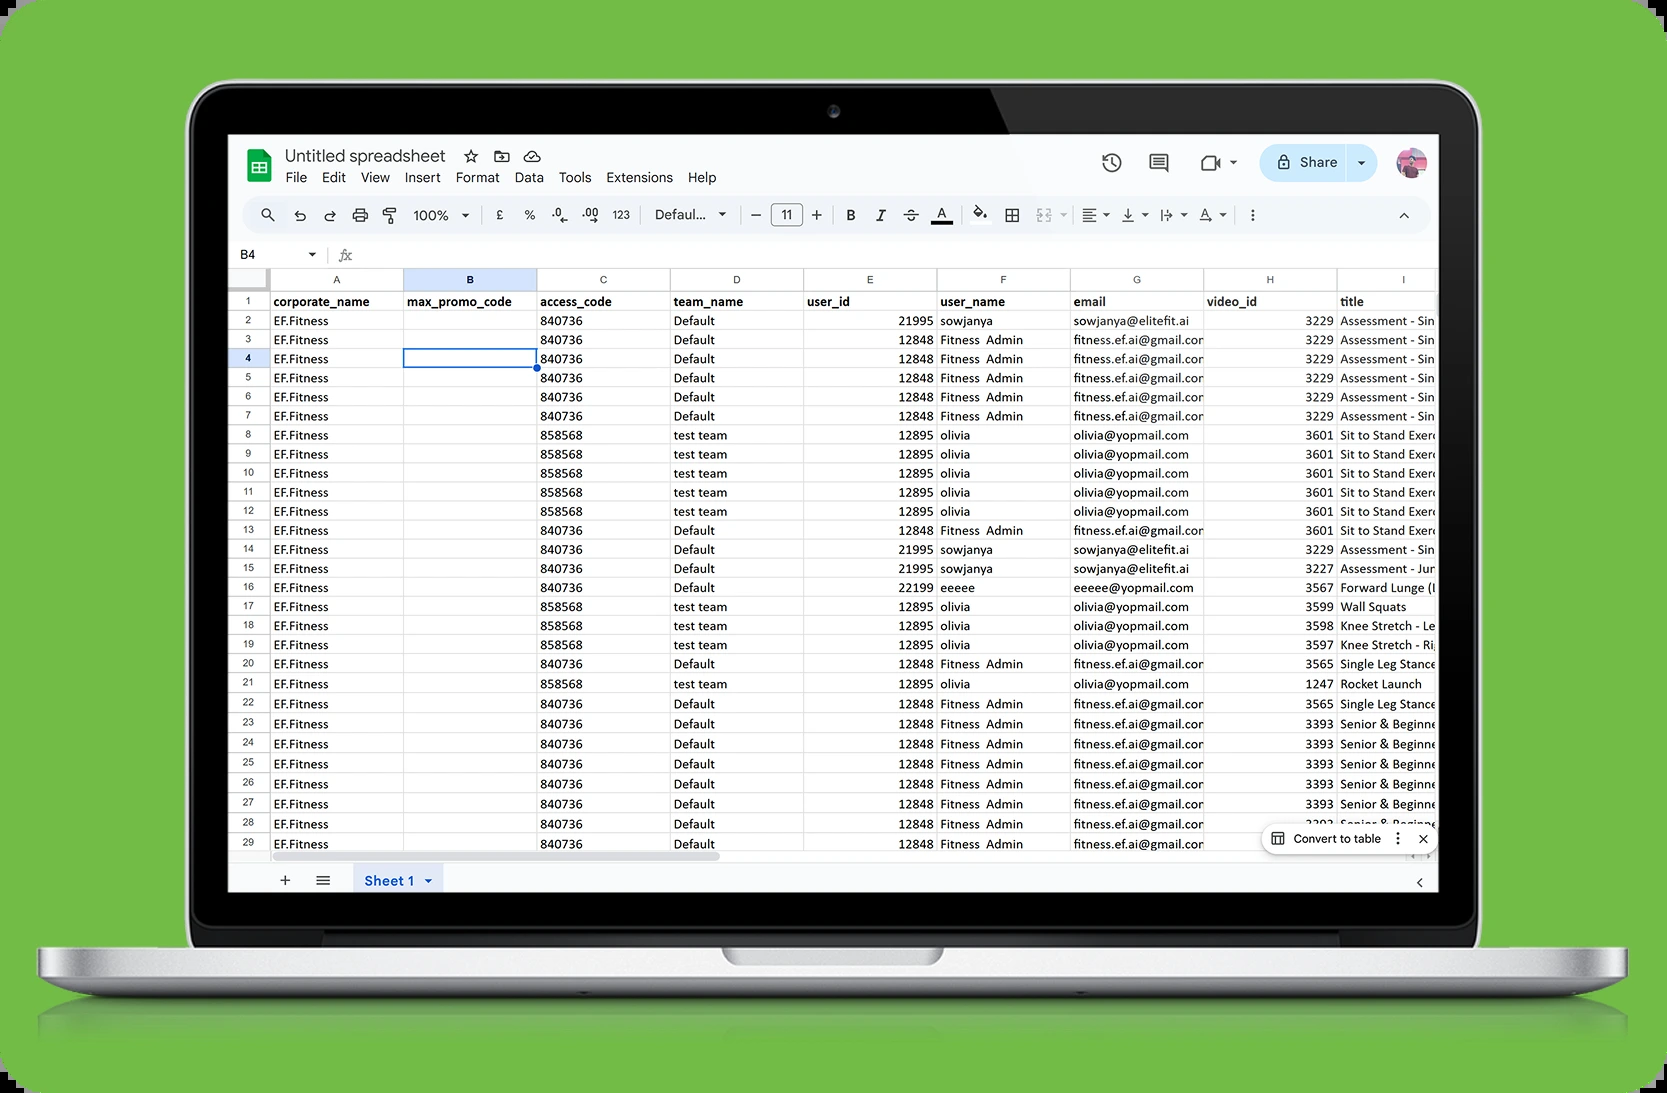 Untitled spreadsheet
File Edit View Insert Format Data Tools Extensions Help
Share
100% £ % .0 .00 123 Defaul... − 11 + B I S A
B4 fx
A B C D E F G H I
1 corporate_name max_promo_code access_code team_name user_id user_name email video_id title
2 EF.Fitness 840736 Default 21995 sowjanya sowjanya@elitefit.ai 3229 Assessment - Sin
3 EF.Fitness 840736 Default 12848 Fitness Admin fitness.ef.ai@gmail.cor 3229 Assessment - Sin
4 EF.Fitness 840736 Default 12848 Fitness Admin fitness.ef.ai@gmail.cor 3229 Assessment - Sin
5 EF.Fitness 840736 Default 12848 Fitness Admin fitness.ef.ai@gmail.cor 3229 Assessment - Sin
6 EF.Fitness 840736 Default 12848 Fitness Admin fitness.ef.ai@gmail.cor 3229 Assessment - Sin
7 EF.Fitness 840736 Default 12848 Fitness Admin fitness.ef.ai@gmail.cor 3229 Assessment - Sin
8 EF.Fitness 858568 test team 12895 olivia olivia@yopmail.com 3601 Sit to Stand Exerc
9 EF.Fitness 858568 test team 12895 olivia olivia@yopmail.com 3601 Sit to Stand Exerc
10 EF.Fitness 858568 test team 12895 olivia olivia@yopmail.com 3601 Sit to Stand Exerc
11 EF.Fitness 858568 test team 12895 olivia olivia@yopmail.com 3601 Sit to Stand Exerc
12 EF.Fitness 858568 test team 12895 olivia olivia@yopmail.com 3601 Sit to Stand Exerc
13 EF.Fitness 840736 Default 12848 Fitness Admin fitness.ef.ai@gmail.cor 3601 Sit to Stand Exerc
14 EF.Fitness 840736 Default 21995 sowjanya sowjanya@elitefit.ai 3229 Assessment - Sin
15 EF.Fitness 840736 Default 21995 sowjanya sowjanya@elitefit.ai 3227 Assessment - Jur
16 EF.Fitness 840736 Default 22199 eeeee eeeee@yopmail.com 3567 Forward Lunge (L
17 EF.Fitness 858568 test team 12895 olivia olivia@yopmail.com 3599 Wall Squats
18 EF.Fitness 858568 test team 12895 olivia olivia@yopmail.com 3598 Knee Stretch - Le
19 EF.Fitness 858568 test team 12895 olivia olivia@yopmail.com 3597 Knee Stretch - Ri
20 EF.Fitness 840736 Default 12848 Fitness Admin fitness.ef.ai@gmail.cor 3565 Single Leg Stance
21 EF.Fitness 858568 test team 12895 olivia olivia@yopmail.com 1247 Rocket Launch
22 EF.Fitness 840736 Default 12848 Fitness Admin fitness.ef.ai@gmail.cor 3565 Single Leg Stance
23 EF.Fitness 840736 Default 12848 Fitness Admin fitness.ef.ai@gmail.cor 3393 Senior & Beginne
24 EF.Fitness 840736 Default 12848 Fitness Admin fitness.ef.ai@gmail.cor 3393 Senior & Beginne
25 EF.Fitness 840736 Default 12848 Fitness Admin fitness.ef.ai@gmail.cor 3393 Senior & Beginne
26 EF.Fitness 840736 Default 12848 Fitness Admin fitness.ef.ai@gmail.cor 3393 Senior & Beginne
27 EF.Fitness 840736 Default 12848 Fitness Admin fitness.ef.ai@gmail.cor 3393 Senior & Beginne
28 EF.Fitness 840736 Default 12848 Fitness Admin fitness.ef.ai@gmail.cor
29 EF.Fitness 840736 Default 12848 Fitness Admin fitness.ef.ai@gmail.cor
Convert to table
Sheet 1